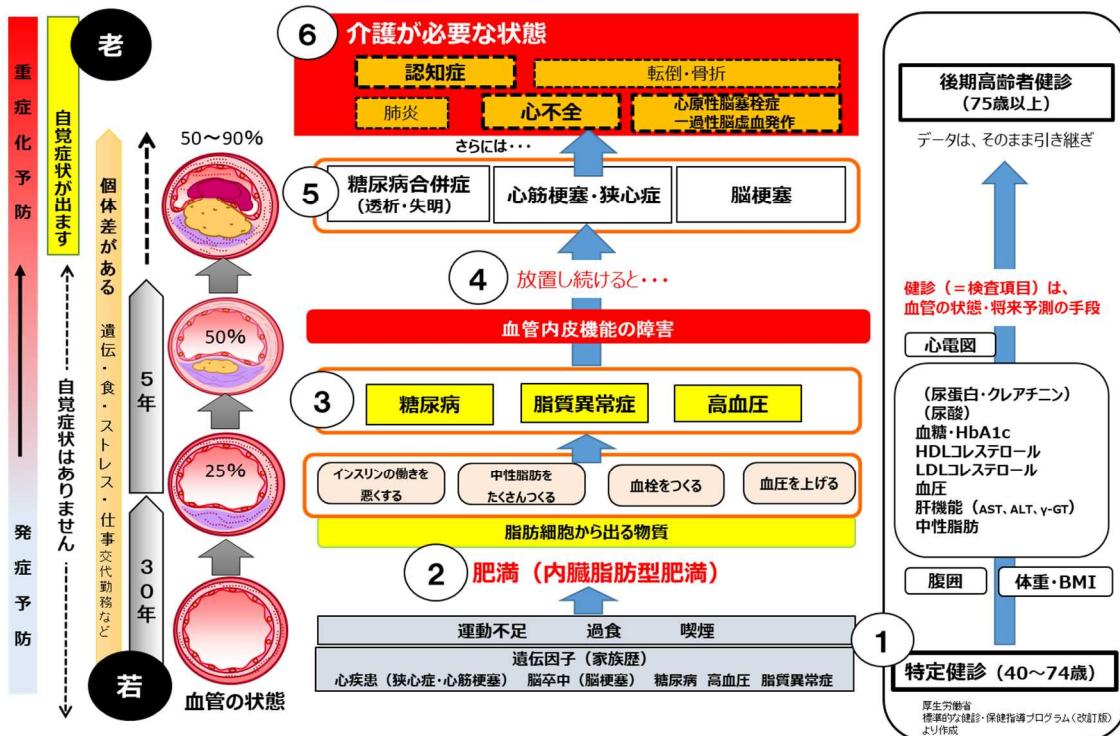 重症化予防
発症予防
自覚症状が出ます
自覚症状はありません
老
若
個体差がある 遺伝・食・ストレス・仕事 交代勤務など
5年
30年
50～90%
50%
25%
血管の状態
⑥ 介護が必要な状態
認知症
転倒・骨折
肺炎
心不全
心原性脳塞栓症
一過性脳虚血発作
さらには・・・
⑤
糖尿病合併症
(透析・失明)
心筋梗塞・狭心症
脳梗塞
④ 放置し続けると・・・
血管内皮機能の障害
③
糖尿病
脂質異常症
高血圧
インスリンの働きを
悪くする
中性脂肪を
たくさんつくる
血栓をつくる
血圧を上げる
脂肪細胞から出る物質
② 肥満（内臓脂肪型肥満）
運動不足 過食 喫煙
遺伝因子（家族歴）
心疾患（狭心症・心筋梗塞） 脳卒中（脳梗塞） 糖尿病 高血圧 脂質異常症
後期高齢者健診
（75歳以上）
データは、そのまま引き継ぎ
健診（＝検査項目）は、
血管の状態・将来予測の手段
心電図
（尿蛋白・クレアチニン）
（尿酸）
血糖・HbA1c
HDLコレステロール
LDLコレステロール
血圧
肝機能（AST、ALT、γ-GT）
中性脂肪
腹囲
体重・BMI
①
特定健診（40～74歳）
厚生労働省
標準的な健診・保健指導プログラム（改訂版）
より作成